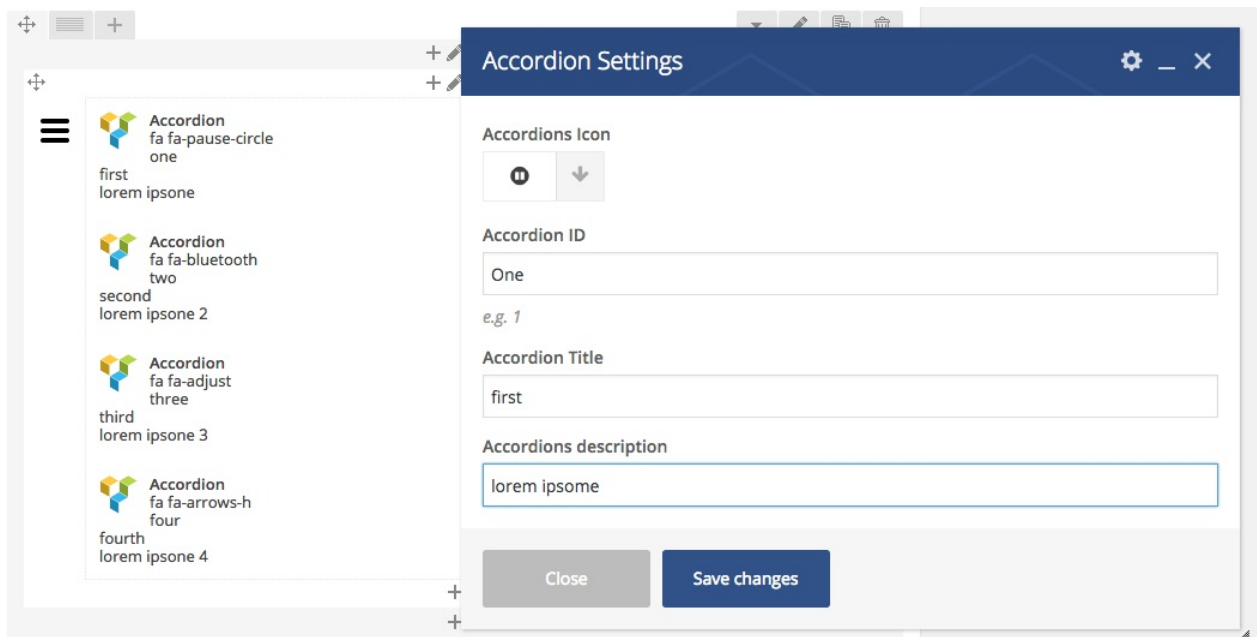 Accordion
fa fa-pause-circle
one
first
lorem ipsone
Accordion
fa fa-bluetooth
two
second
lorem ipsone 2
Accordion
fa fa-adjust
three
third
lorem ipsone 3
Accordion
fa fa-arrows-h
four
fourth
lorem ipsone 4
Accordion Settings
Accordions Icon
Accordion ID
One
e.g. 1
Accordion Title
first
Accordions description
lorem ipsome
Close
Save changes